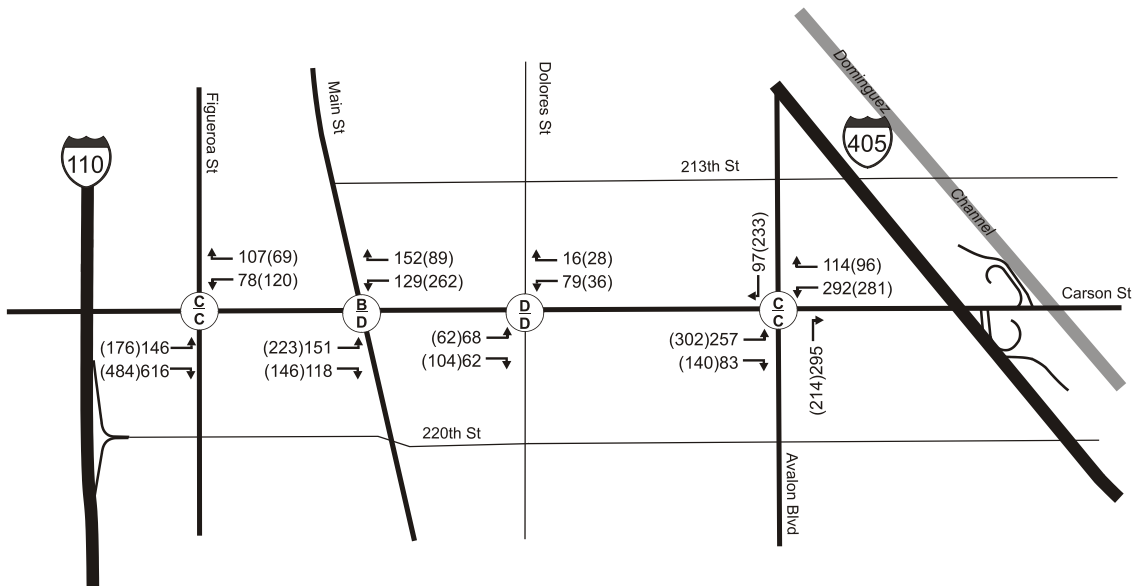 Dominguez
Channel
405
110
Figueroa St
Main St
Dolores St
213th St
107(69)
78(120)
152(89)
129(262)
16(28)
79(36)
97(233)
114(96)
292(281)
Carson St
C
C
B
D
D
D
C
C
(176)146
(484)616
(223)151
(146)118
(62)68
(104)62
(302)257
(140)83
(214)295
220th St
Avalon Blvd